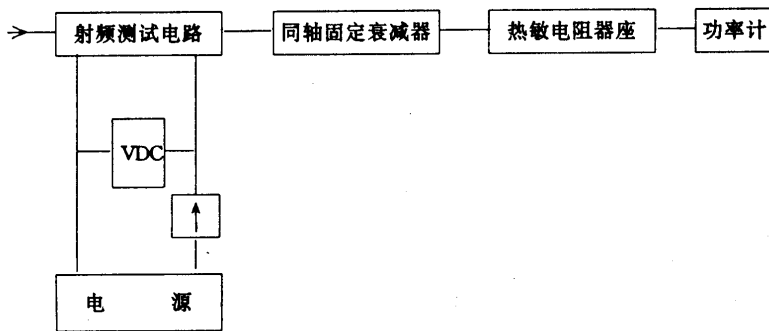 射频测试电路
同轴固定衰减器
热敏电阻器座
功率计
VDC
电 源